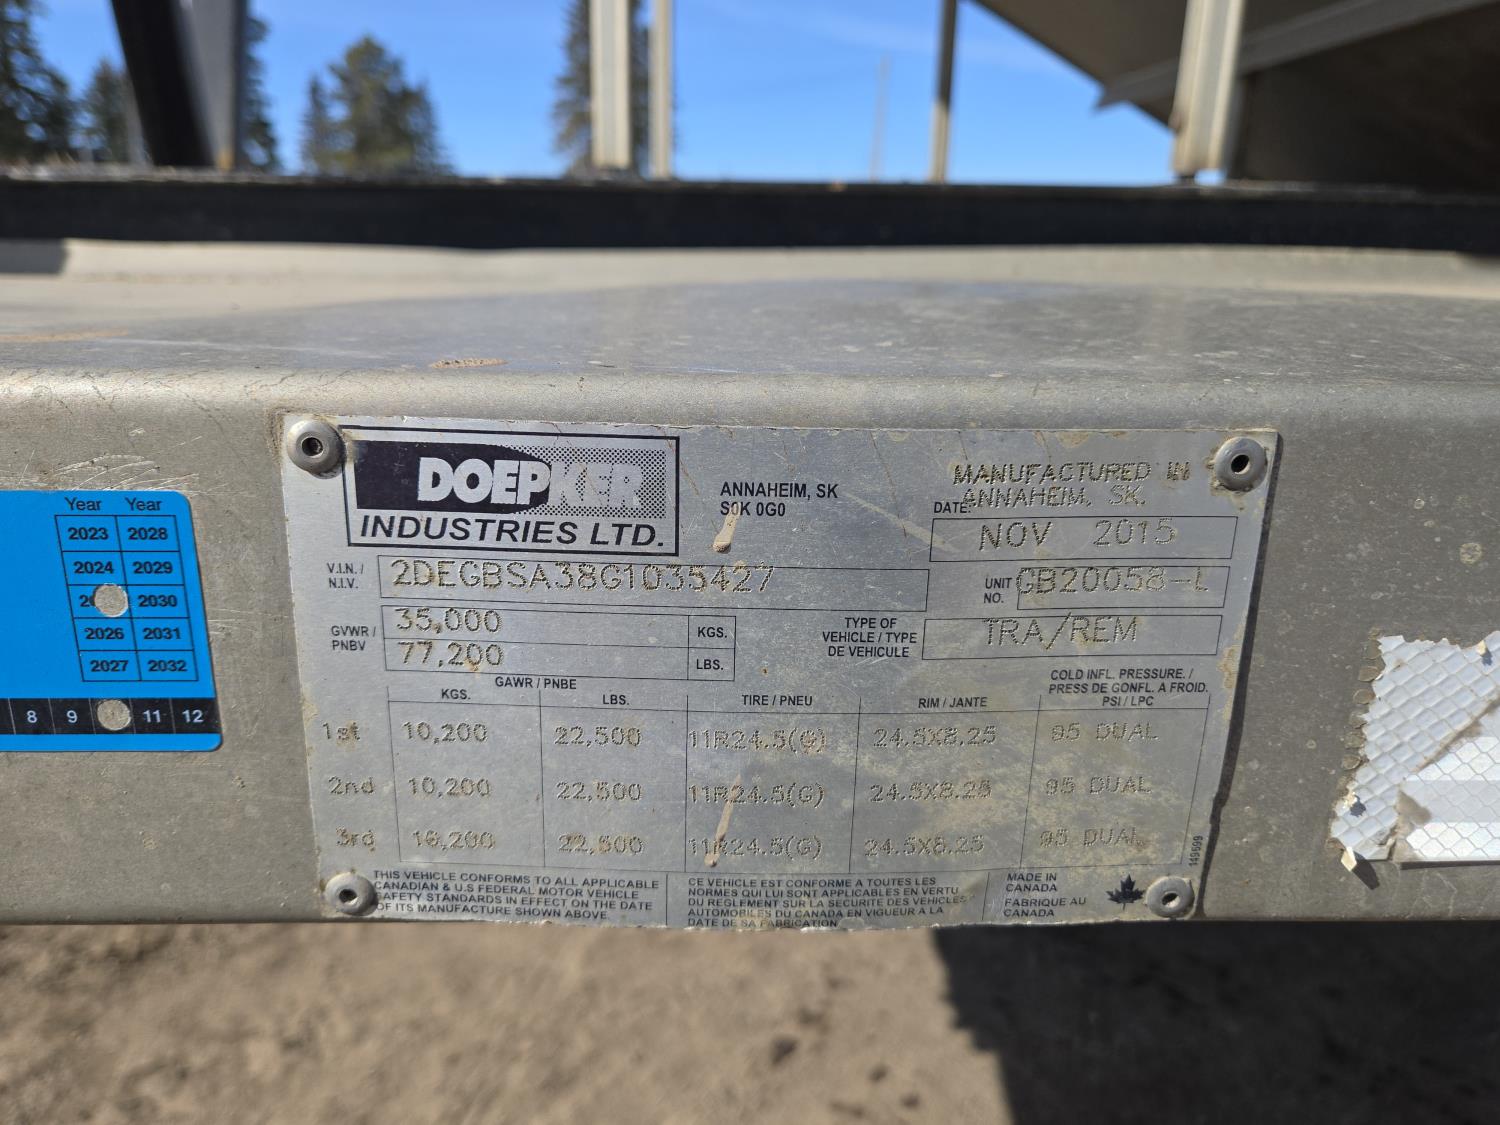 Year Year
2023 2028
2024 2029
2030
2026 2031
2027 2032
8 9 11 12
DOEPKER
INDUSTRIES LTD.
ANNAHEIM, SK
S0K 0G0
MANUFACTURED IN
ANNAHEIM, SK.
DATE:
NOV 2015
V.I.N. /
N.I.V.
2DEGBSA38G1035427
UNIT
NO.
GB20058-L
GVWR /
PNBV
35,000 KGS.
77,200 LBS.
TYPE OF
VEHICLE / TYPE
DE VEHICULE
TRA/REM
GAWR / PNBE
KGS. LBS. TIRE / PNEU RIM / JANTE
COLD INFL. PRESSURE. /
PRESS DE GONFL. A FROID.
PSI / LPC
1st 10,200 22,500 11R24.5(G) 24.5X8.25 95 DUAL
2nd 10,200 22,500 11R24.5(G) 24.5X8.25 95 DUAL
3rd 10,200 22,500 11R24.5(G) 24.5X8.25 95 DUAL
THIS VEHICLE CONFORMS TO ALL APPLICABLE
CANADIAN & U.S FEDERAL MOTOR VEHICLE
SAFETY STANDARDS IN EFFECT ON THE DATE
OF ITS MANUFACTURE SHOWN ABOVE.
CE VEHICLE EST CONFORME A TOUTES LES
NORMES QUI LUI SONT APPLICABLES EN VERTU
DU REGLEMENT SUR LA SECURITE DES VEHICLES
AUTOMOBILES DU CANADA EN VIGUEUR A LA
DATE DE SA FABRICATION
MADE IN
CANADA
FABRIQUE AU
CANADA